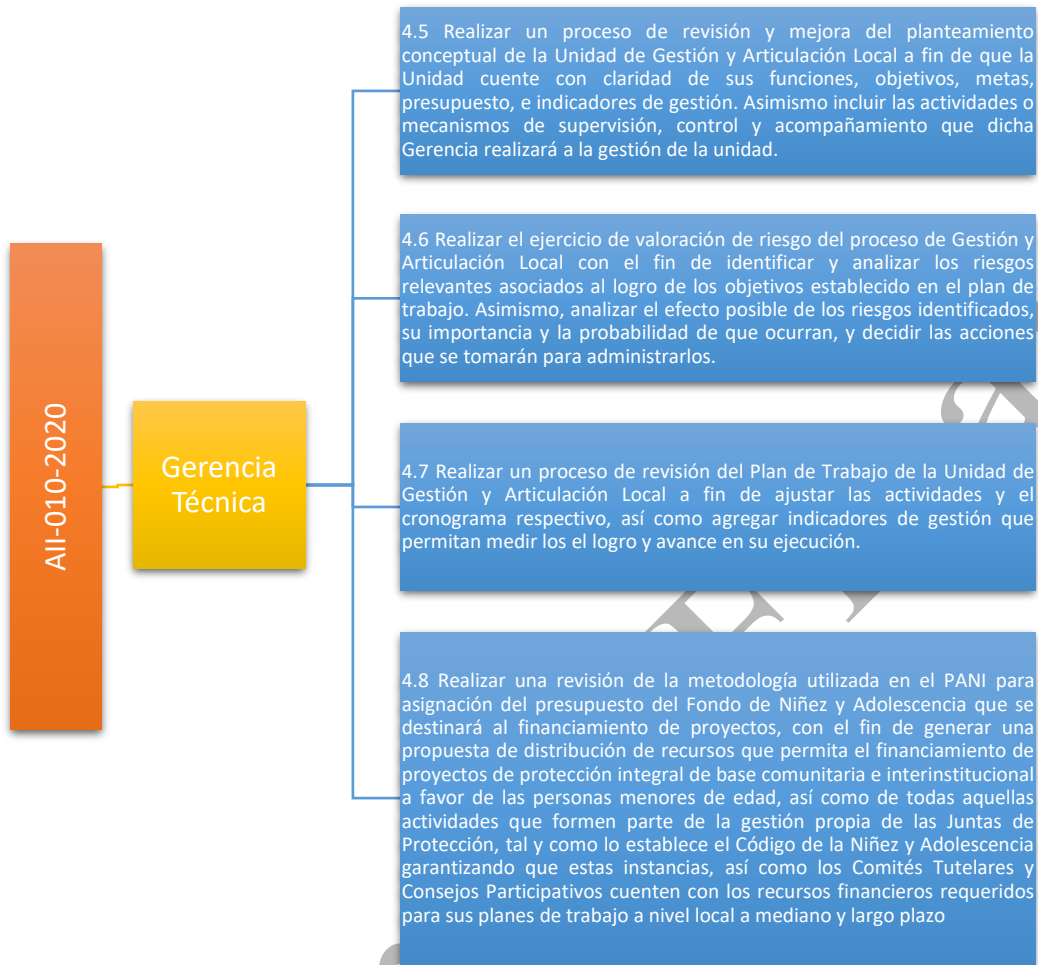 4.5 Realizar un proceso de revisión y mejora del planteamiento
conceptual de la Unidad de Gestión y Articulación Local a fin de que la
Unidad cuente con claridad de sus funciones, objetivos, metas,
presupuesto, e indicadores de gestión. Asimismo incluir las actividades o
mecanismos de supervisión, control y acompañamiento que dicha
Gerencia realizará a la gestión de la unidad.
4.6 Realizar el ejercicio de valoración de riesgo del proceso de Gestión y
Articulación Local con el fin de identificar y analizar los riesgos
relevantes asociados al logro de los objetivos establecido en el plan de
trabajo. Asimismo, analizar el efecto posible de los riesgos identificados,
su importancia y la probabilidad de que ocurran, y decidir las acciones
que se tomarán para administrarlos.
AII-010-2020
Gerencia
Técnica
4.7 Realizar un proceso de revisión del Plan de Trabajo de la Unidad de
Gestión y Articulación Local a fin de ajustar las actividades y el
cronograma respectivo, así como agregar indicadores de gestión que
permitan medir los el logro y avance en su ejecución.
4.8 Realizar una revisión de la metodología utilizada en el PANI para
asignación del presupuesto del Fondo de Niñez y Adolescencia que se
destinará al financiamiento de proyectos, con el fin de generar una
propuesta de distribución de recursos que permita el financiamiento de
proyectos de protección integral de base comunitaria e interinstitucional
a favor de las personas menores de edad, así como de todas aquellas
actividades que formen parte de la gestión propia de las Juntas de
Protección, tal y como lo establece el Código de la Niñez y Adolescencia
garantizando que estas instancias, así como los Comités Tutelares y
Consejos Participativos cuenten con los recursos financieros requeridos
para sus planes de trabajo a nivel local a mediano y largo plazo